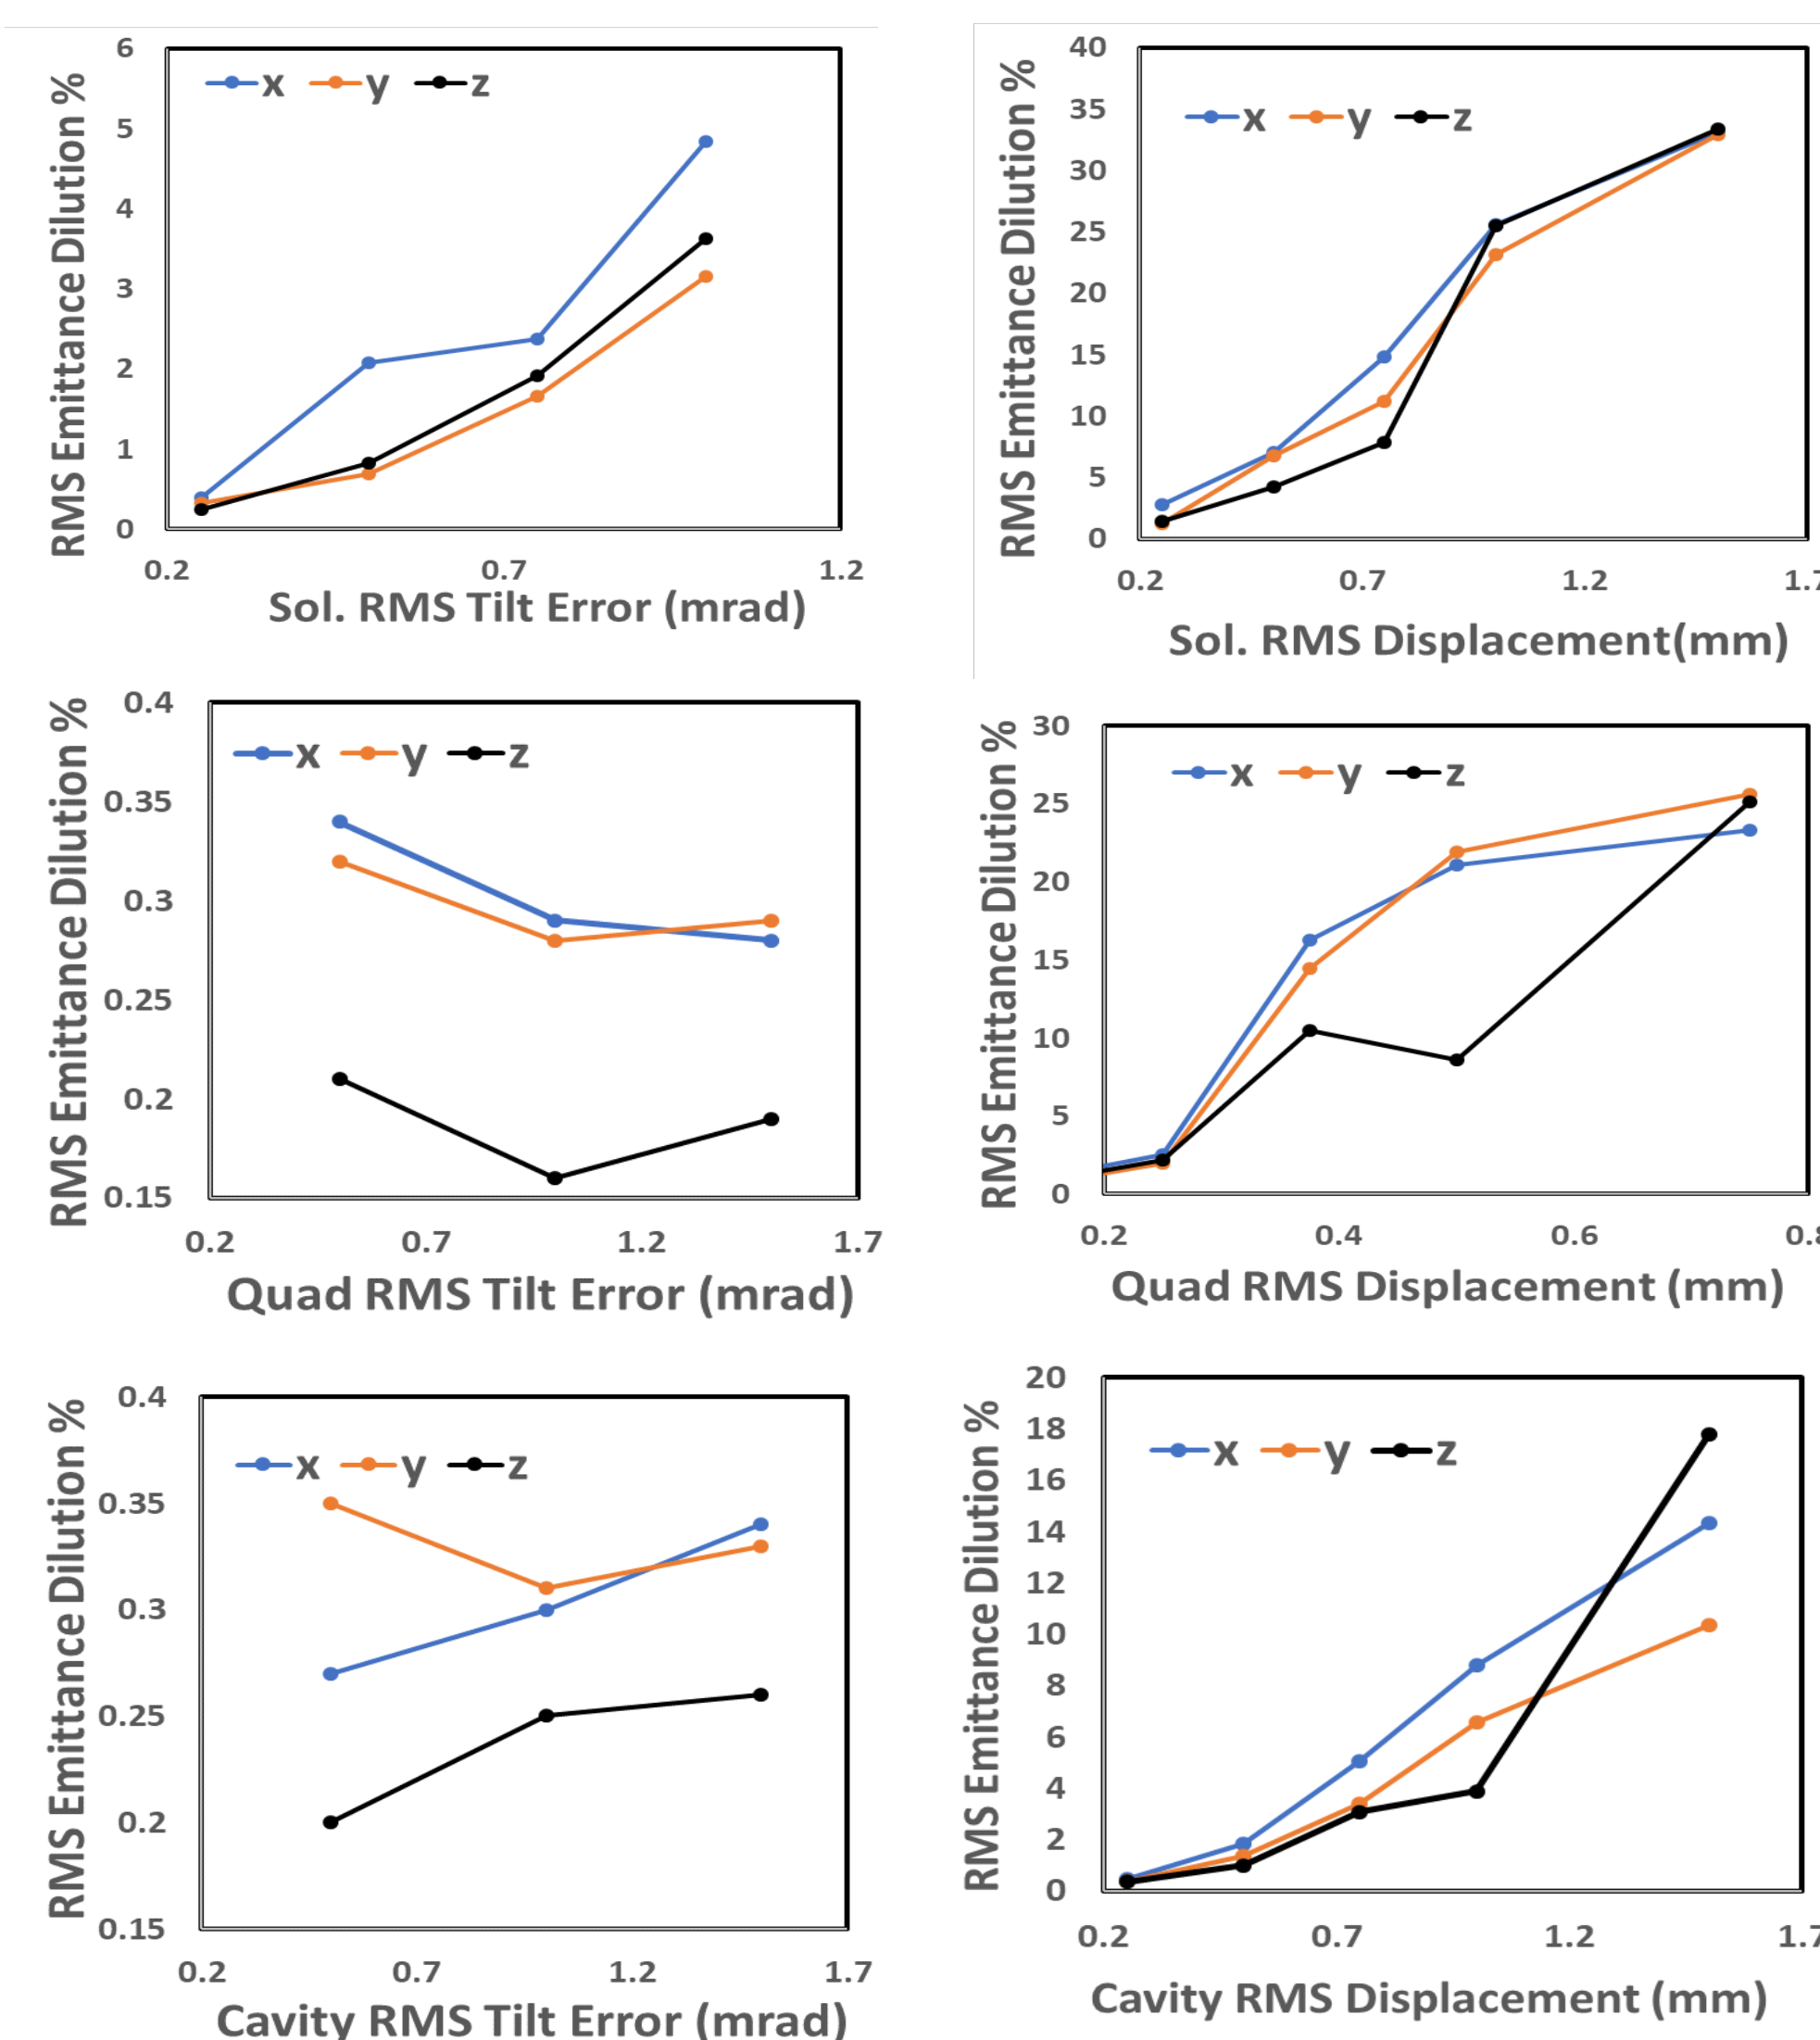 RMS Emittance Dilution %
6
5
4
3
2
1
0
x y z
0.2 0.7 1.2
Sol. RMS Tilt Error (mrad)
RMS Emittance Dilution %
40
35
30
25
20
15
10
5
0
x y z
0.2 0.7 1.2 1.7
Sol. RMS Displacement(mm)
RMS Emittance Dilution %
0.4
0.35
0.3
0.25
0.2
0.15
x y z
0.2 0.7 1.2 1.7
Quad RMS Tilt Error (mrad)
RMS Emittance Dilution %
30
25
20
15
10
5
0
x y z
0.2 0.4 0.6 0.8
Quad RMS Displacement (mm)
RMS Emittance Dilution %
0.4
0.35
0.3
0.25
0.2
0.15
x y z
0.2 0.7 1.2 1.7
Cavity RMS Tilt Error (mrad)
RMS Emittance Dilution %
20
18
16
14
12
10
8
6
4
2
0
x y z
0.2 0.7 1.2 1.7
Cavity RMS Displacement (mm)